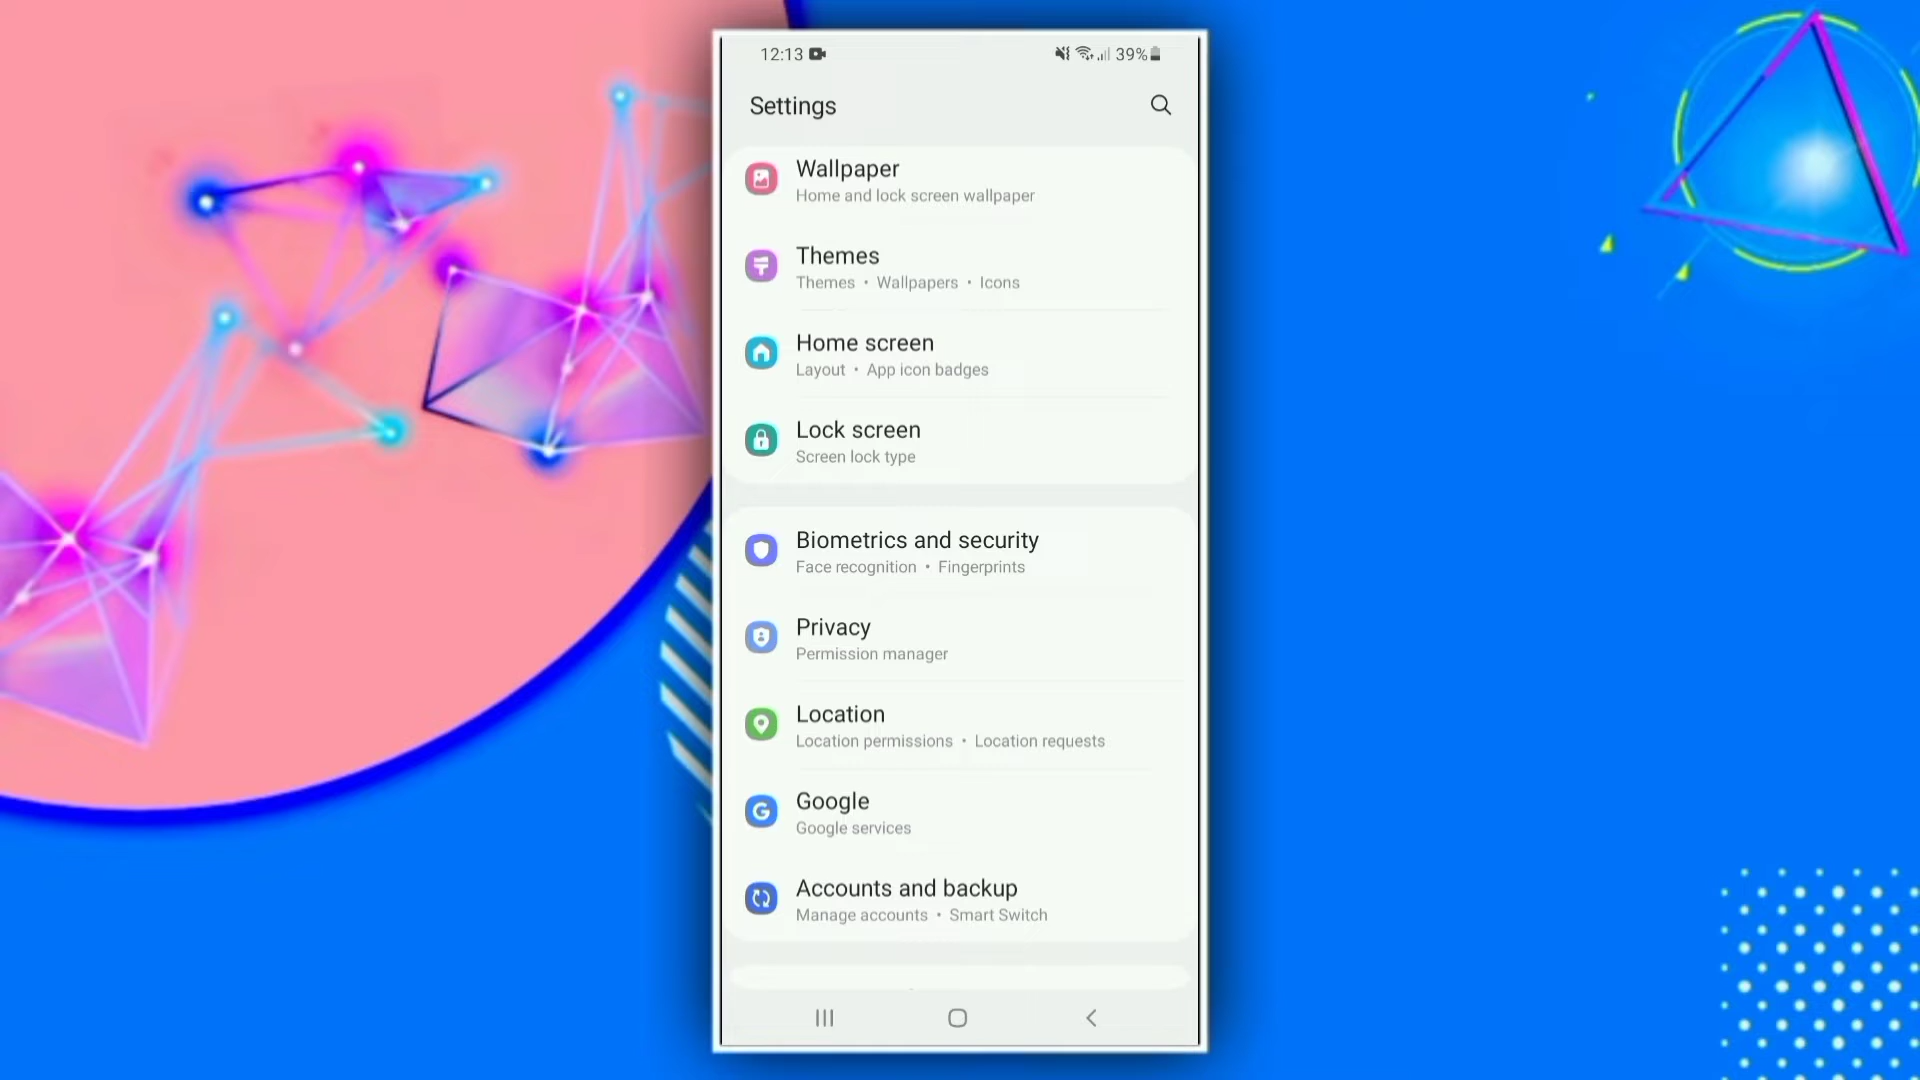 12:13 39%
Settings
Wallpaper
Home and lock screen wallpaper
Themes
Themes • Wallpapers • Icons
Home screen
Layout • App icon badges
Lock screen
Screen lock type
Biometrics and security
Face recognition • Fingerprints
Privacy
Permission manager
Location
Location permissions • Location requests
Google
Google services
Accounts and backup
Manage accounts • Smart Switch